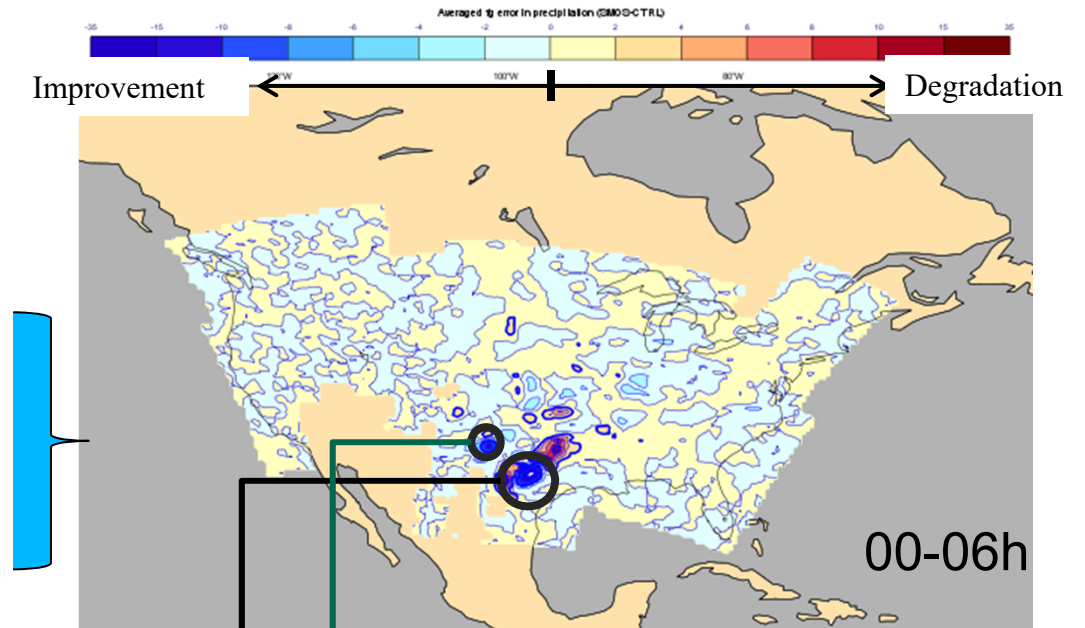 Averaged fg error in precipitation (SMOS-CTRL)
-35 -15 -10 -8 -6 -4 -2 0 2 4 6 8 10 15 35
100°W 80°W
Improvement
Degradation
00-06h